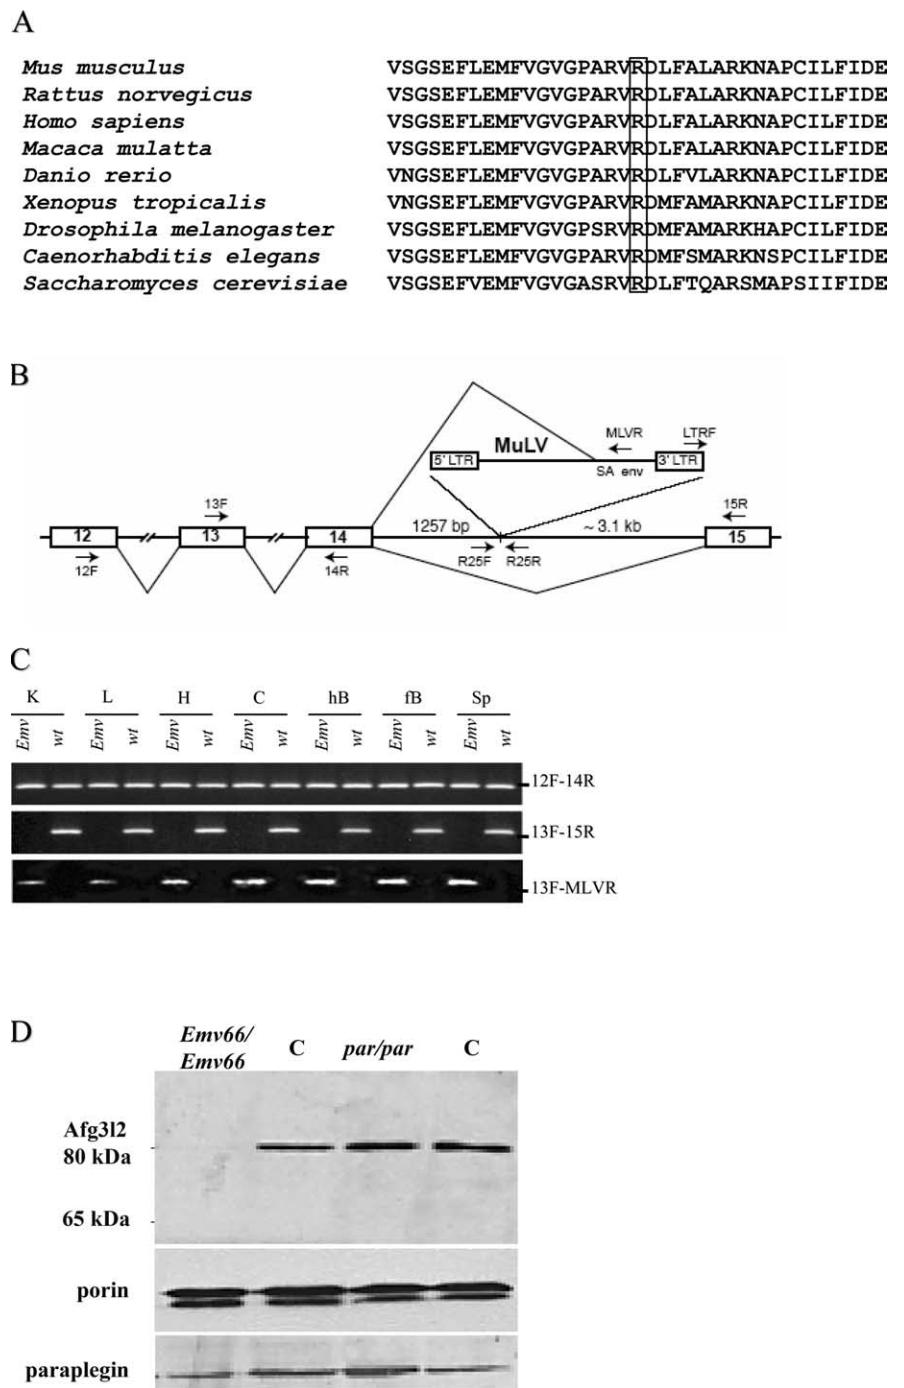 A
Mus musculus VSGSEFLEMFVGVGPARVRDLFALARKNAPCILFIDE
Rattus norvegicus VSGSEFLEMFVGVGPARVRDLFALARKNAPCILFIDE
Homo sapiens VSGSEFLEMFVGVGPARVRDLFALARKNAPCILFIDE
Macaca mulatta VSGSEFLEMFVGVGPARVRDLFALARKNAPCILFIDE
Danio rerio VNGSEFLEMFVGVGPARVRDLFVLARKNAPCILFIDE
Xenopus tropicalis VNGSEFLEMFVGVGPARVRDMFAMARKNAPCILFIDE
Drosophila melanogaster VSGSEFLEMFVGVGPSRVRDMFAMARKHAPCILFIDE
Caenorhabditis elegans VSGSEFLEMFVGVGPARVRDMFSMARKNSPCILFIDE
Saccharomyces cerevisiae VSGSEFVEMFVGVGASRVRDLFTQARSMAPSIIFIDE
B
MLVR LTRF
5' LTR MuLV 3' LTR
SA env
13F 1257 bp ~ 3.1 kb 15R
12 13 14 15
12F 14R R25F R25R
C
K L H C hB fB Sp
Emv wt Emv wt Emv wt Emv wt Emv wt Emv wt Emv wt
12F-14R
13F-15R
13F-MLVR
D
Emv66/
Emv66 C par/par C
Afg3l2
80 kDa
65 kDa
porin
paraplegin